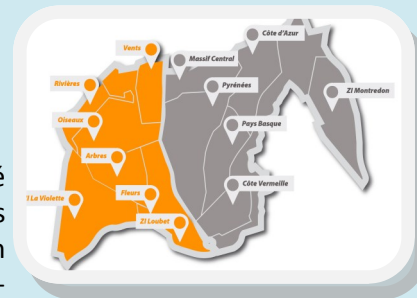 Côte d'Azur
Vents
Massif Central
Rivières
Pyrénées
ZI Montredon
Oiseaux
Pays Basque
Arbres
Côte Vermeille
Fleurs
ZI La Violette
ZI Loubet
é
s
n
-